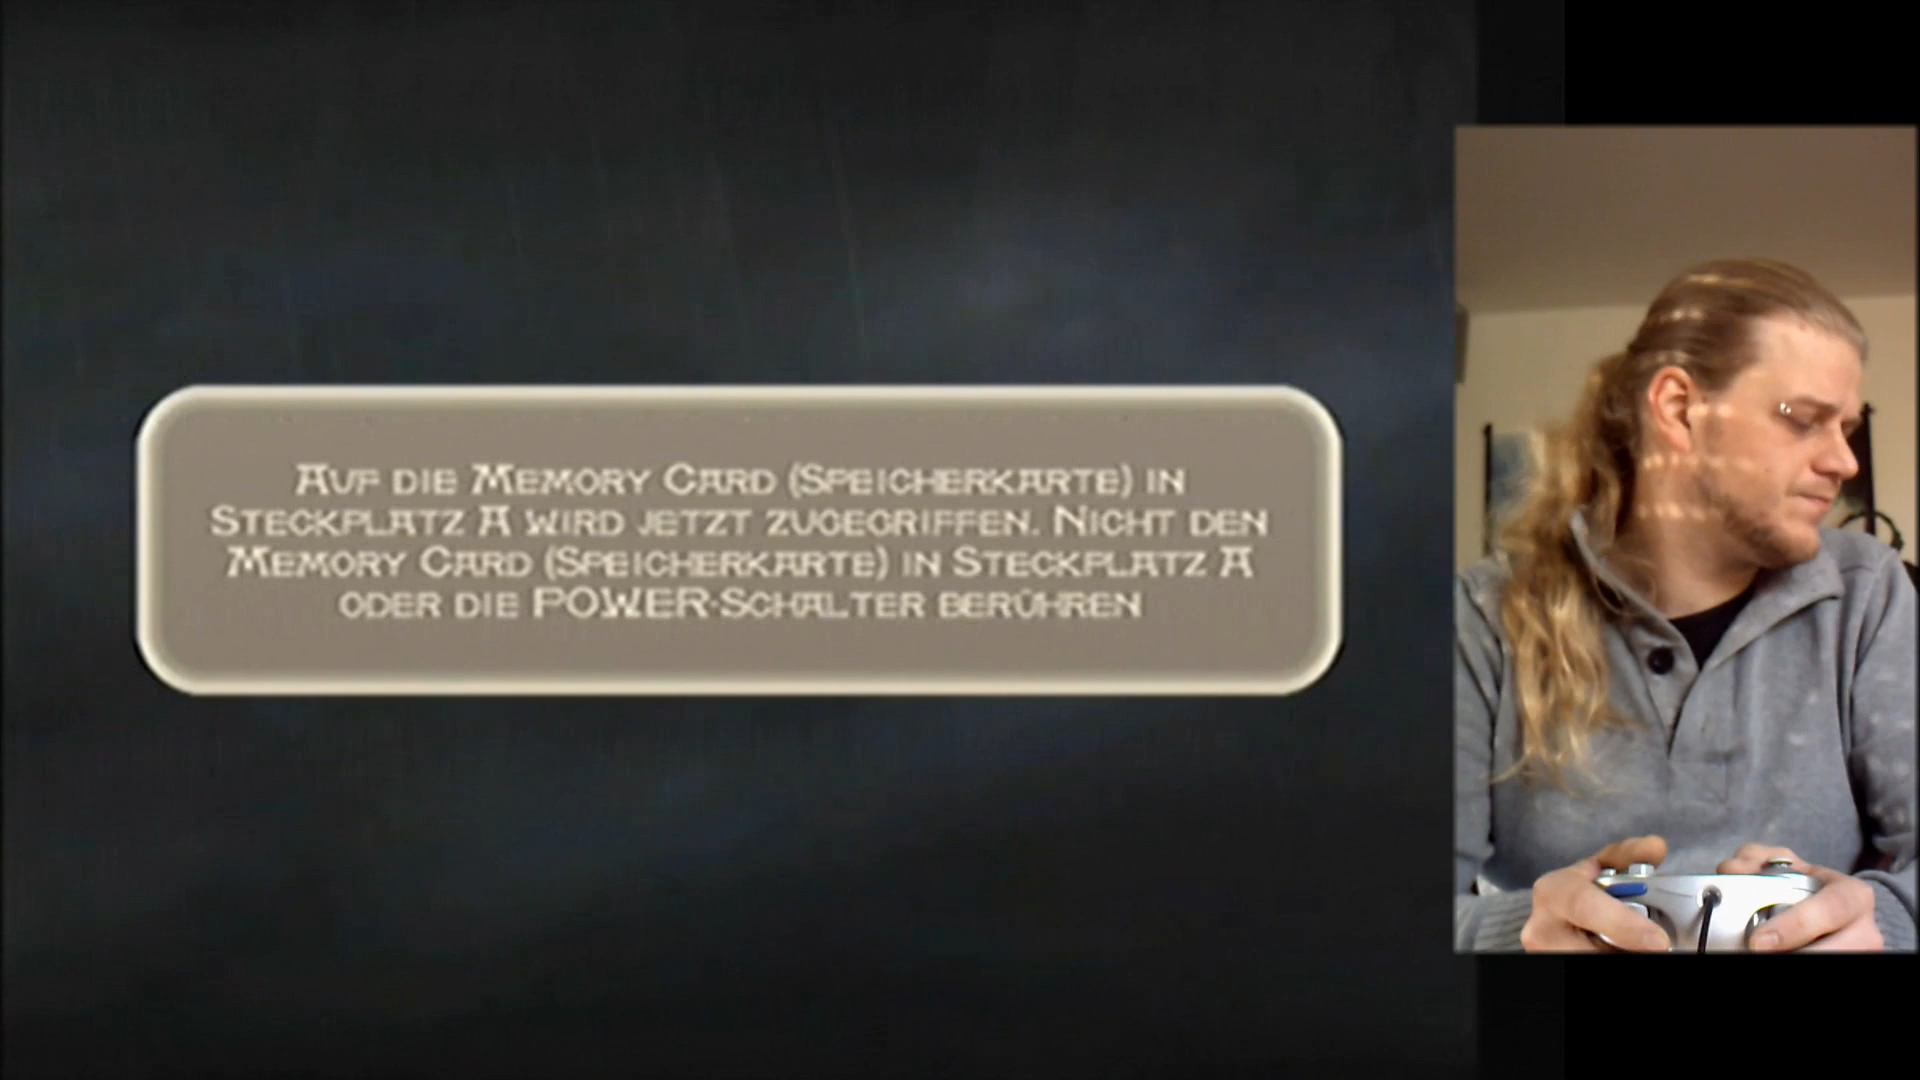 Auf die Memory Card (Speicherkarte) in
Steckplatz A wird jetzt zugegriffen. Nicht den
Memory Card (Speicherkarte) in Steckplatz A
oder die POWER-Schalter berühren